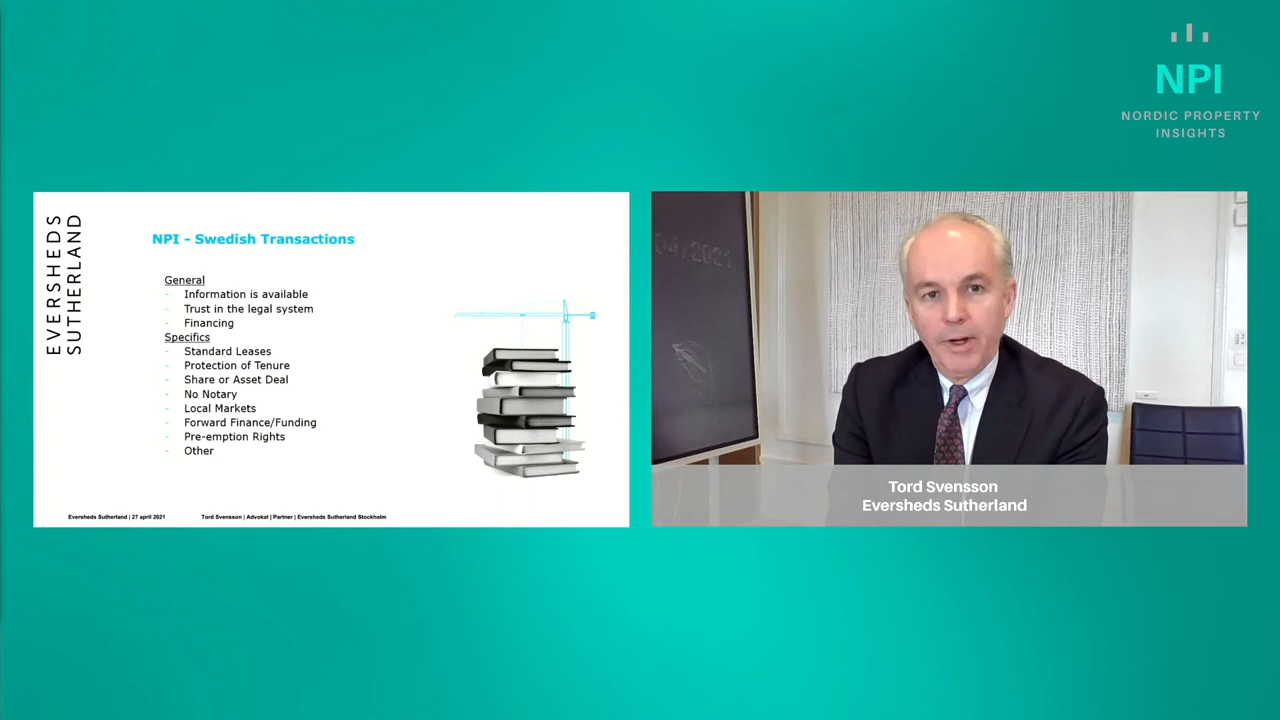 NPI
NORDIC PROPERTY
INSIGHTS
EVERSHEDS
SUTHERLAND
NPI - Swedish Transactions
General
- Information is available
- Trust in the legal system
- Financing
Specifics
- Standard Leases
- Protection of Tenure
- Share or Asset Deal
- No Notary
- Local Markets
- Forward Finance/Funding
- Pre-emption Rights
- Other
Eversheds Sutherland | 27 april 2021
Tord Svensson | Advokat | Partner | Eversheds Sutherland Stockholm
04/2021
Tord Svensson
Eversheds Sutherland